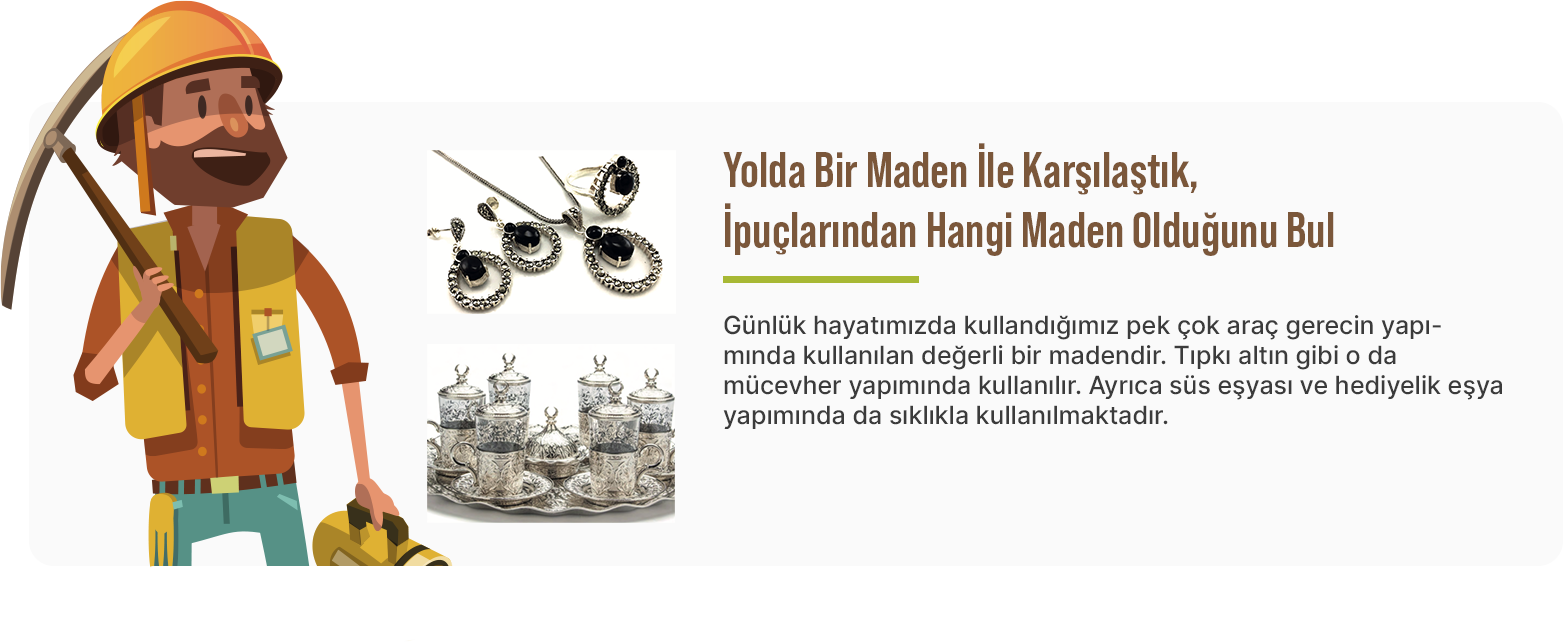 Yolda Bir Maden İle Karşılaştık,
İpuçlarından Hangi Maden Olduğunu Bul
Günlük hayatımızda kullandığımız pek çok araç gerecin yapı-
mında kullanılan değerli bir madendir. Tıpkı altın gibi o da
mücevher yapımında kullanılır. Ayrıca süs eşyası ve hediyelik eşya
yapımında da sıklıkla kullanılmaktadır.